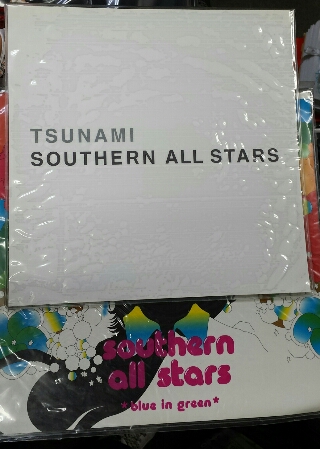 TSUNAMI
SOUTHERN ALL STARS
southern
all stars
*blue in green*